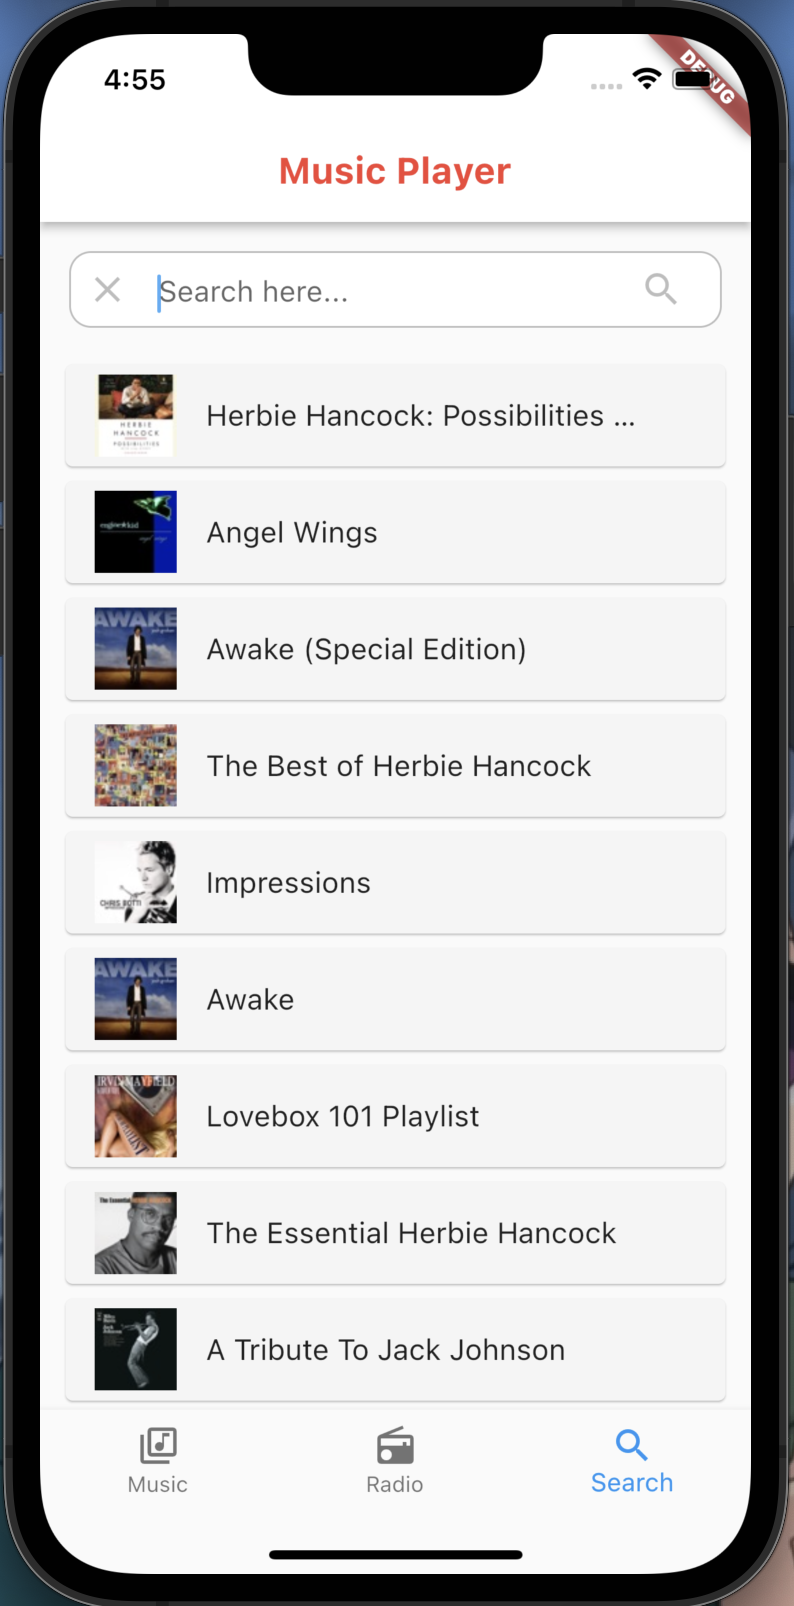 4:55
DEBUG
Music Player
Search here...
HERBIE
HANCOCK
POSSIBILITIES
Herbie Hancock: Possibilities ...
Angel Wings
AWAKE
Awake (Special Edition)
The Best of Herbie Hancock
CHRIS BOTTI
Impressions
AWAKE
Awake
IRVIN MAYFIELD
Lovebox 101 Playlist
The Essential
The Essential Herbie Hancock
A Tribute To Jack Johnson
Music
Radio
Search